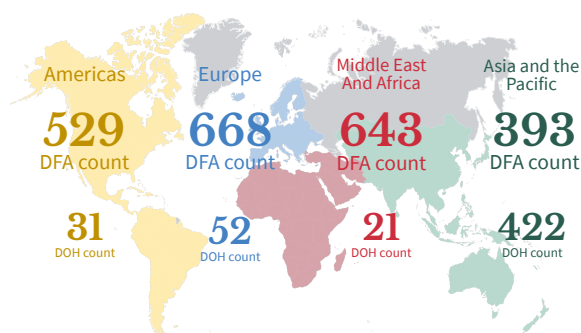 Americas
529
DFA count
31
DOH count
Europe
668
DFA count
52
DOH count
Middle East
And Africa
643
DFA count
21
DOH count
Asia and the
Pacific
393
DFA count
422
DOH count